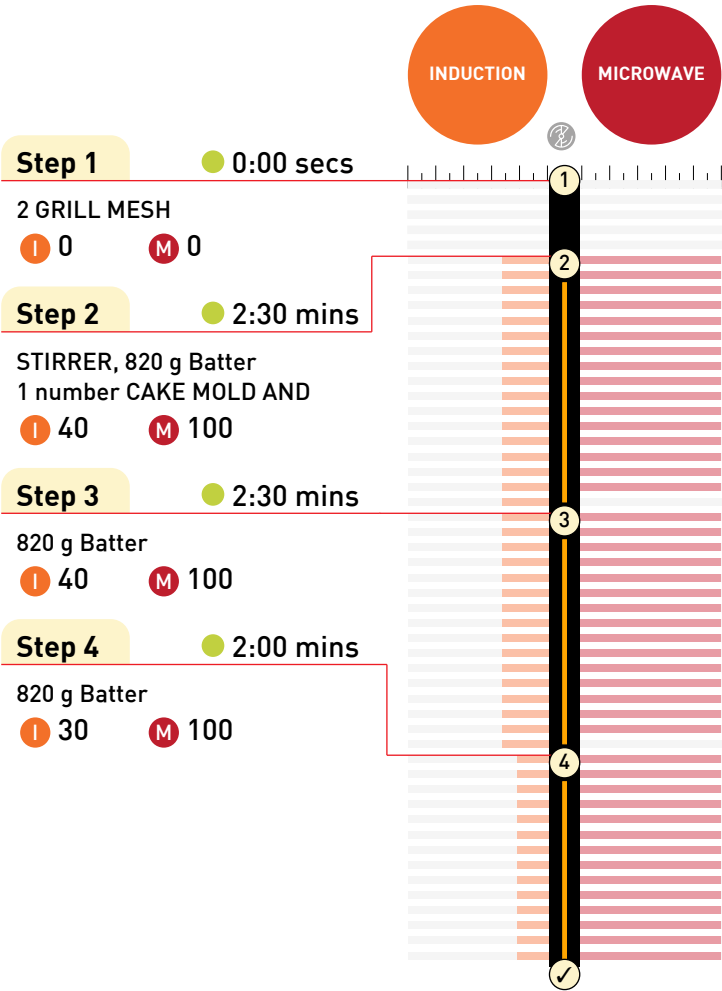 INDUCTION
MICROWAVE
Step 1
0:00 secs
1
2 GRILL MESH
I 0
M 0
2
Step 2
2:30 mins
STIRRER, 820 g Batter
1 number CAKE MOLD AND
I 40
M 100
Step 3
2:30 mins
3
820 g Batter
I 40
M 100
Step 4
2:00 mins
820 g Batter
I 30
M 100
4
✓